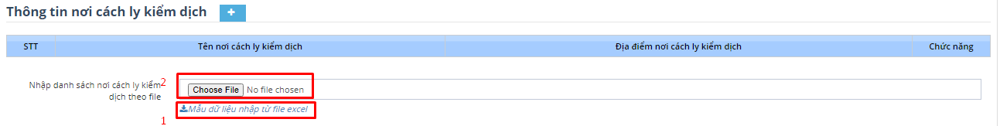 Thông tin nơi cách ly kiểm dịch +
STT Tên nơi cách ly kiểm dịch Địa điểm nơi cách ly kiểm dịch Chức năng
Nhập danh sách nơi cách ly kiểm 2
dịch theo file
Choose File No file chosen
1 Mẫu dữ liệu nhập từ file excel